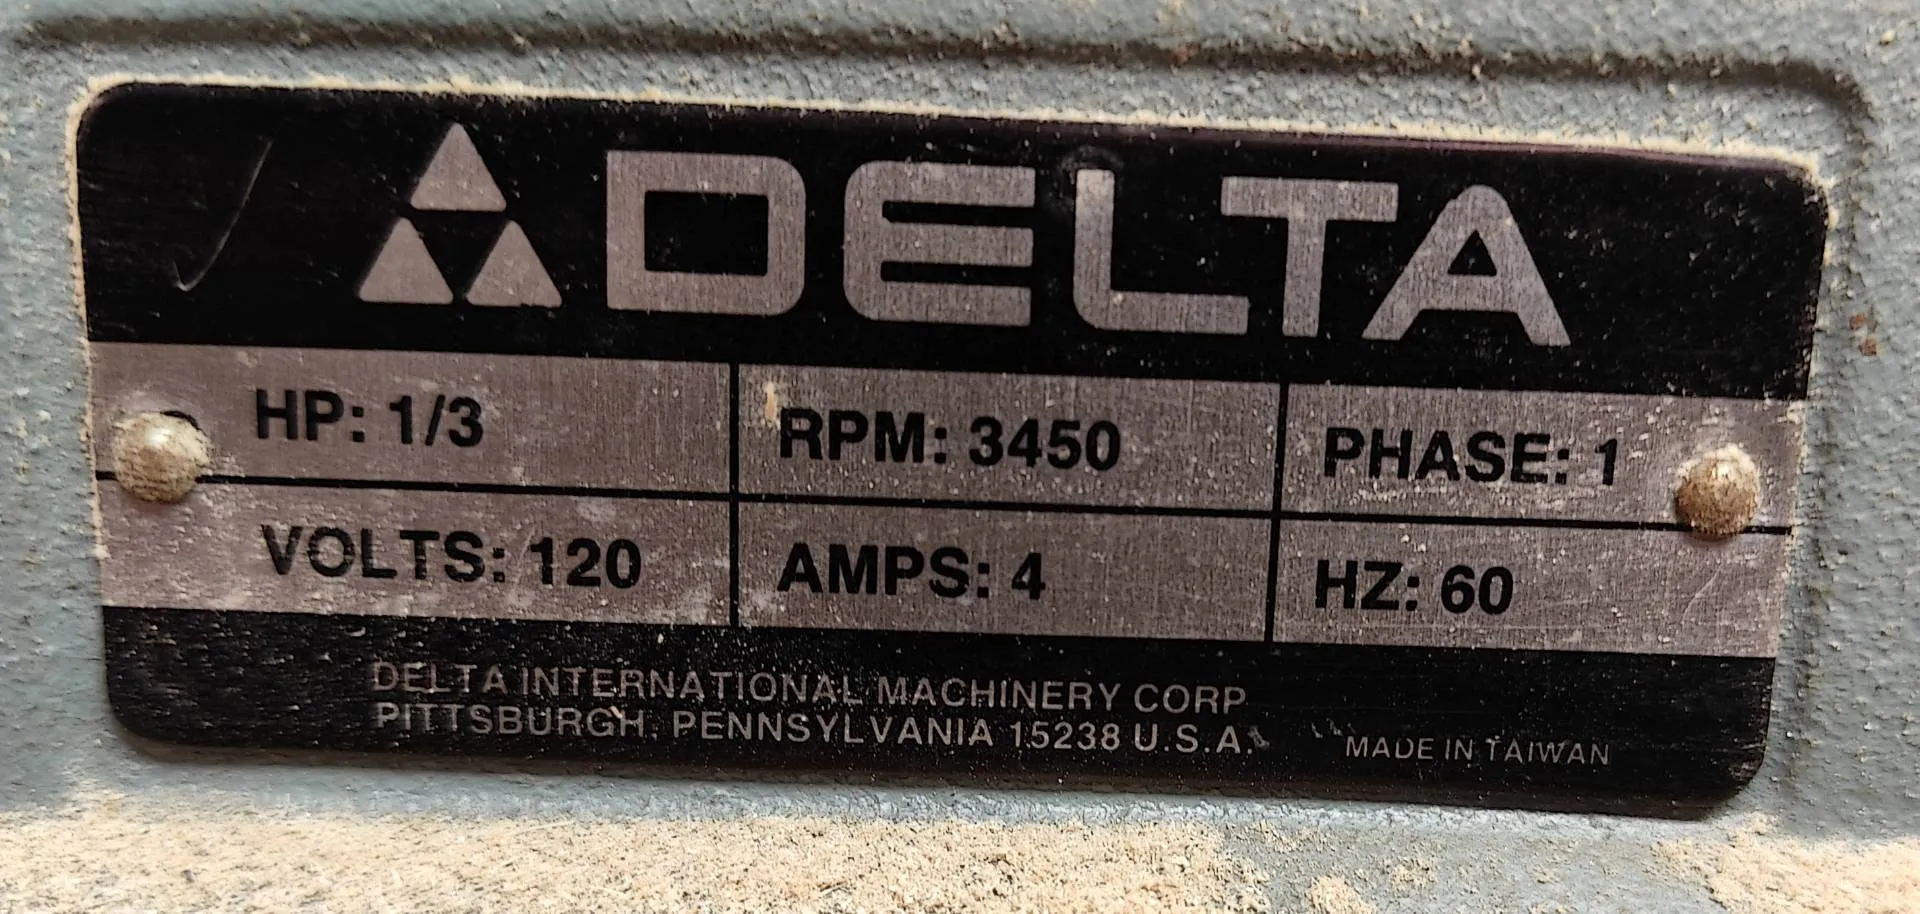 DELTA
HP: 1/3 RPM: 3450 PHASE: 1
VOLTS: 120 AMPS: 4 HZ: 60
DELTA INTERNATIONAL MACHINERY CORP
PITTSBURGH, PENNSYLVANIA 15238 U.S.A.
MADE IN TAIWAN